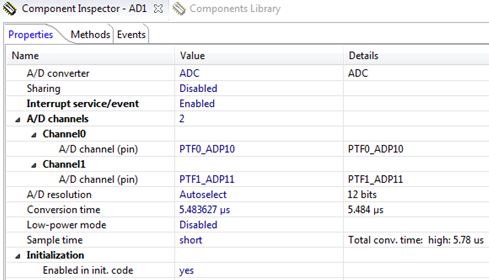 Component Inspector - AD1 Components Library
Properties Methods Events
Name Value Details
A/D converter ADC ADC
Sharing Disabled
Interrupt service/event Enabled
A/D channels 2
Channel0
A/D channel (pin) PTF0_ADP10 PTF0_ADP10
Channel1
A/D channel (pin) PTF1_ADP11 PTF1_ADP11
A/D resolution Autoselect 12 bits
Conversion time 5.483627 µs 5.484 µs
Low-power mode Disabled
Sample time short Total conv. time: high: 5.78 us
Initialization
Enabled in init. code yes